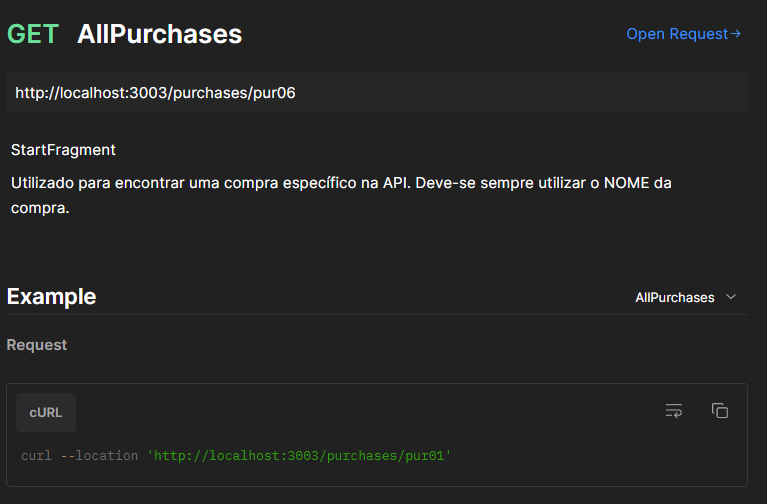 GET AllPurchases
Open Request→
http://localhost:3003/purchases/pur06
StartFragment
Utilizado para encontrar uma compra específico na API. Deve-se sempre utilizar o NOME da
compra.
Example
AllPurchases
Request
cURL
curl --location 'http://localhost:3003/purchases/pur01'